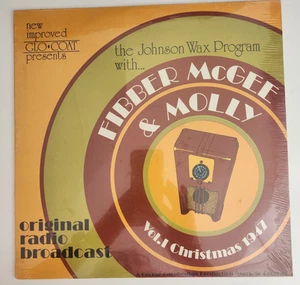 new
improved
GLO•COAT
presents
the Johnson Wax Program
with...
FIBBER McGEE
& MOLLY
Vol.1 Christmas 1947
original
radio
broadcast